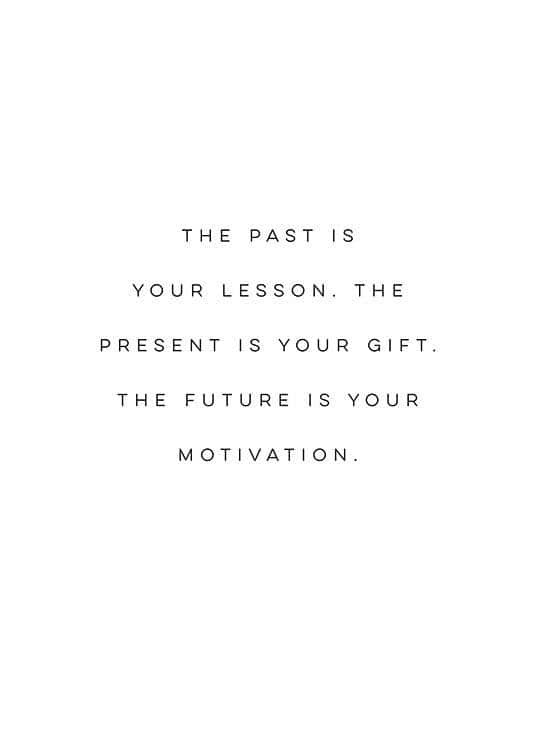 THE PAST IS
YOUR LESSON. THE
PRESENT IS YOUR GIFT.
THE FUTURE IS YOUR
MOTIVATION.